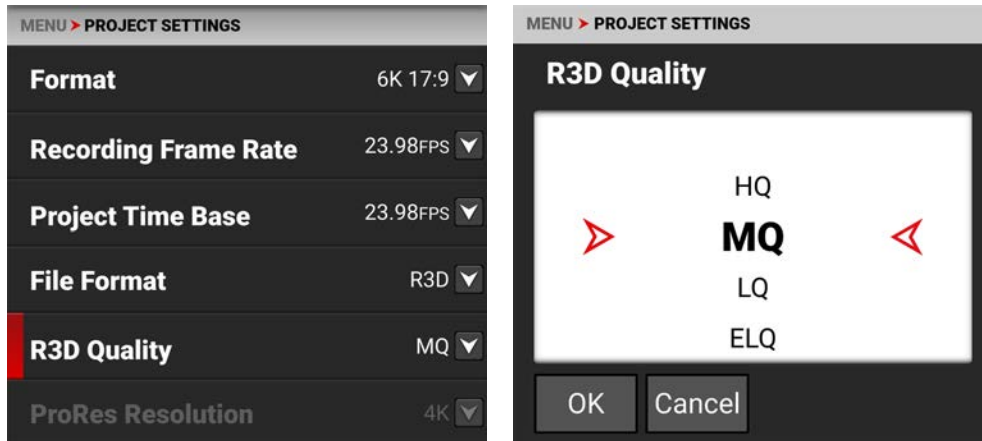 MENU > PROJECT SETTINGS
Format 6K 17:9
Recording Frame Rate 23.98FPS
Project Time Base 23.98FPS
File Format R3D
R3D Quality MQ
ProRes Resolution 4K
MENU > PROJECT SETTINGS
R3D Quality
HQ
MQ
LQ
ELQ
OK Cancel